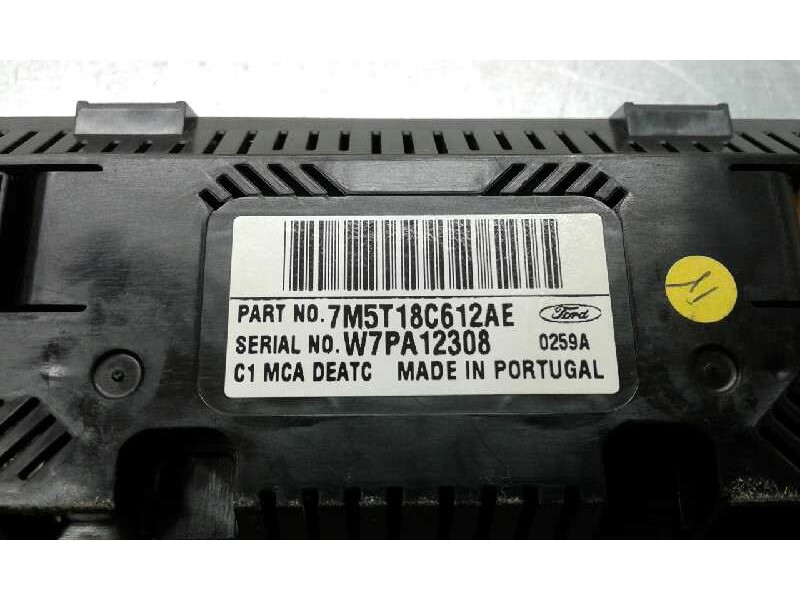 PART NO. 7M5T18C612AE Ford
SERIAL NO. W7PA12308 0259A
C1 MCA DEATC MADE IN PORTUGAL